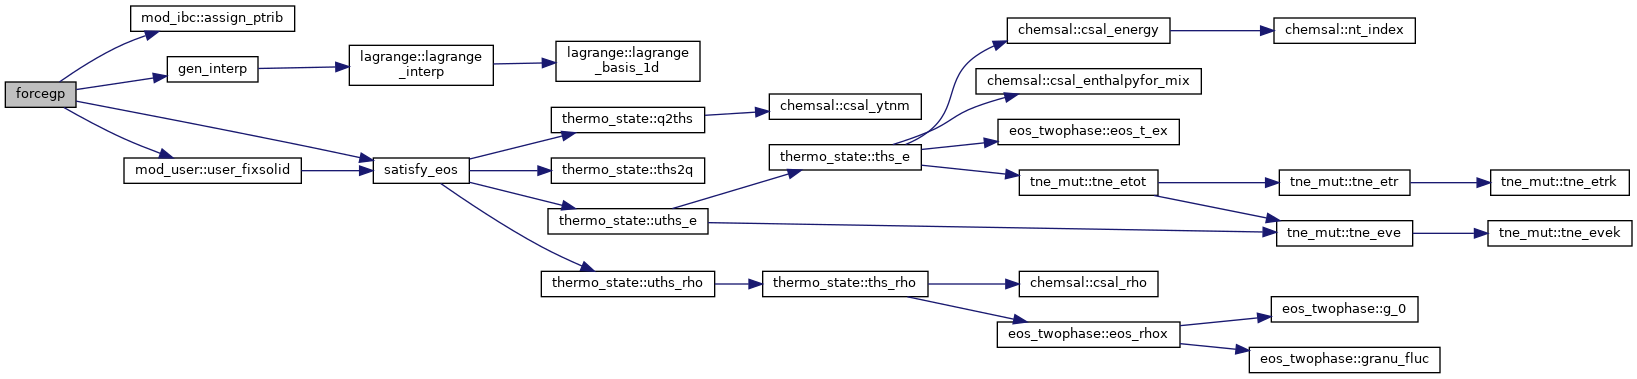 forcegp
mod_ibc::assign_ptrib
gen_interp
lagrange::lagrange
_interp
lagrange::lagrange
_basis_1d
mod_user::user_fixsolid
satisfy_eos
thermo_state::q2ths
chemsal::csal_ytnm
thermo_state::ths2q
thermo_state::uths_e
thermo_state::ths_e
chemsal::csal_energy
chemsal::nt_index
chemsal::csal_enthalpyfor_mix
eos_twophase::eos_t_ex
tne_mut::tne_etot
tne_mut::tne_etr
tne_mut::tne_etrk
tne_mut::tne_eve
tne_mut::tne_evek
thermo_state::uths_rho
thermo_state::ths_rho
chemsal::csal_rho
eos_twophase::eos_rhox
eos_twophase::g_0
eos_twophase::granu_fluc